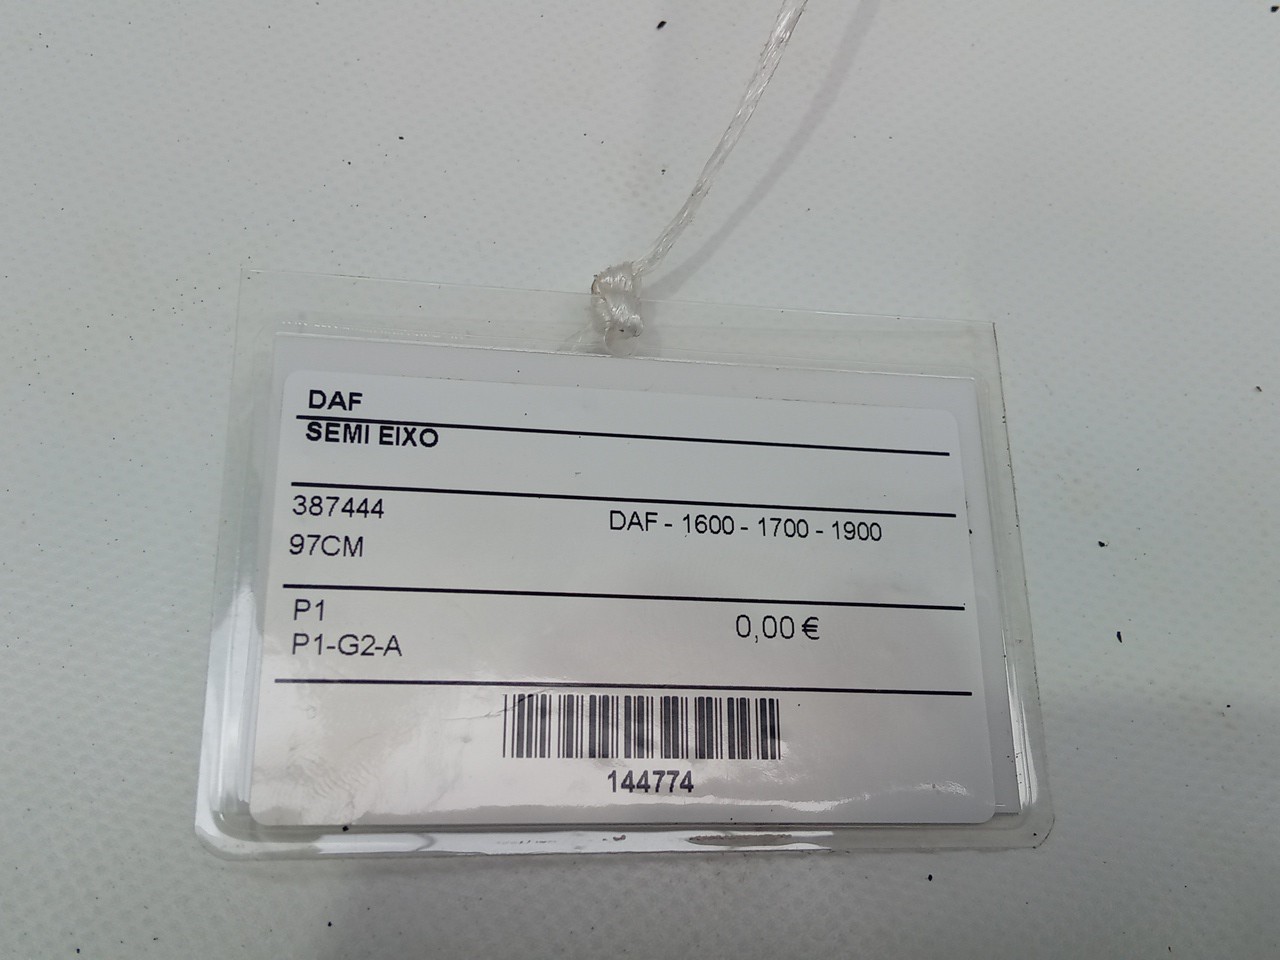 DAF
SEMI EIXO
387444
DAF - 1600 - 1700 - 1900
97CM
P1
0,00 €
P1-G2-A
144774